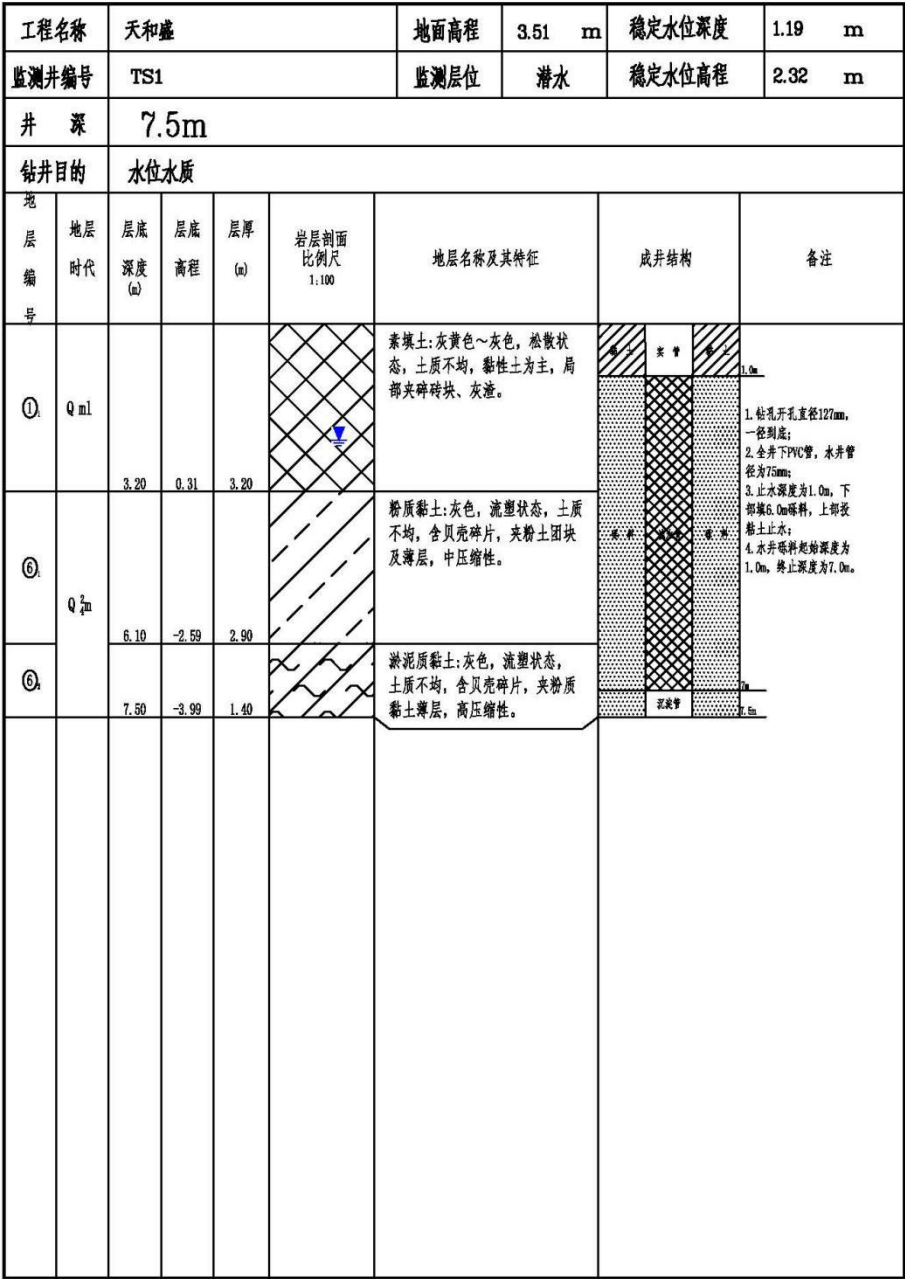 工程名称 天和盛 地面高程 3.51 m 稳定水位深度 1.19 m
监测井编号 TS1 监测层位 潜水 稳定水位高程 2.32 m
井 深 7.5m
钻井目的 水位水质
地层编号 地层时代 层底深度(m) 层底高程 层厚(m) 岩层剖面比例尺1:100 地层名称及其特征 成井结构 备注
①₁ Q ml 3.20 0.31 3.20
素填土:灰黄色～灰色，松散状
态，土质不均，黏性土为主，局
部夹碎砖块、灰渣。
实管
1.0m
1.钻孔开孔直径127mm，
一径到底;
2.全井下PVC管，水井管
径为75mm;
3.止水深度为1.0m，下
部填6.0m砾料，上部投
粘土止水;
4.水井砾料起始深度为
1.0m，终止深度为7.0m。
⑥₁ Q₄²m 6.10 -2.59 2.90
粉质黏土:灰色，流塑状态，土质
不均，含贝壳碎片，夹粉土团块
及薄层，中压缩性。
砾料 砾料
⑥ 7.50 -3.99 1.40
淤泥质黏土:灰色，流塑状态，
土质不均，含贝壳碎片，夹粉质
黏土薄层，高压缩性。
7m
沉淀管
7.5m